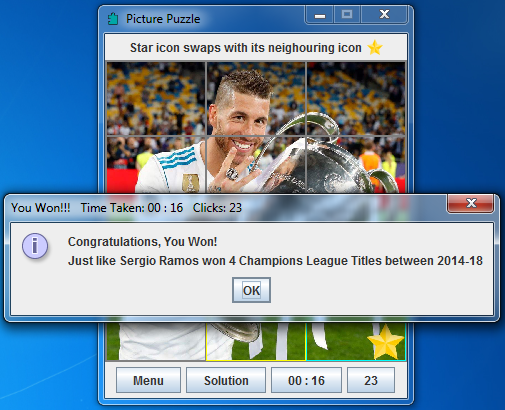 Picture Puzzle
Star icon swaps with its neighouring icon
You Won!!! Time Taken: 00 : 16 Clicks: 23
Congratulations, You Won!
Just like Sergio Ramos won 4 Champions League Titles between 2014-18
OK
Menu Solution 00 : 16 23